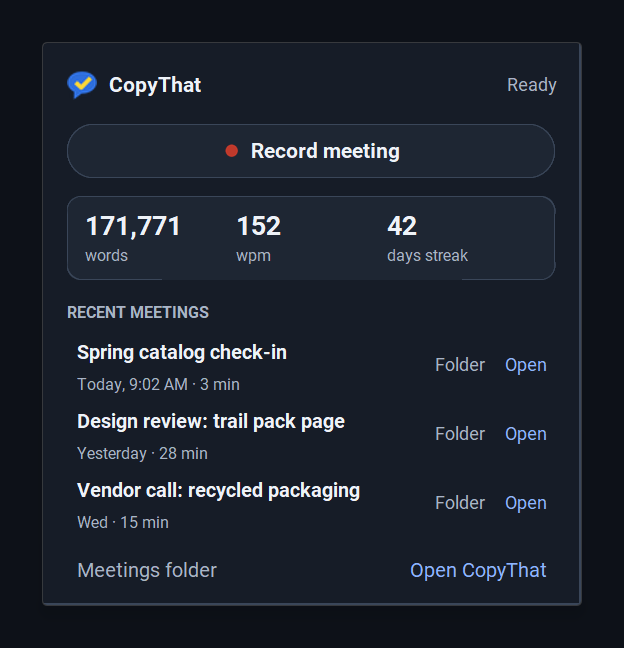 CopyThat
Ready
Record meeting
171,771
152
42
words
wpm
days streak
RECENT MEETINGS
Spring catalog check-in
Today, 9:02 AM · 3 min
Folder
Open
Design review: trail pack page
Yesterday · 28 min
Folder
Open
Vendor call: recycled packaging
Wed · 15 min
Folder
Open
Meetings folder
Open CopyThat